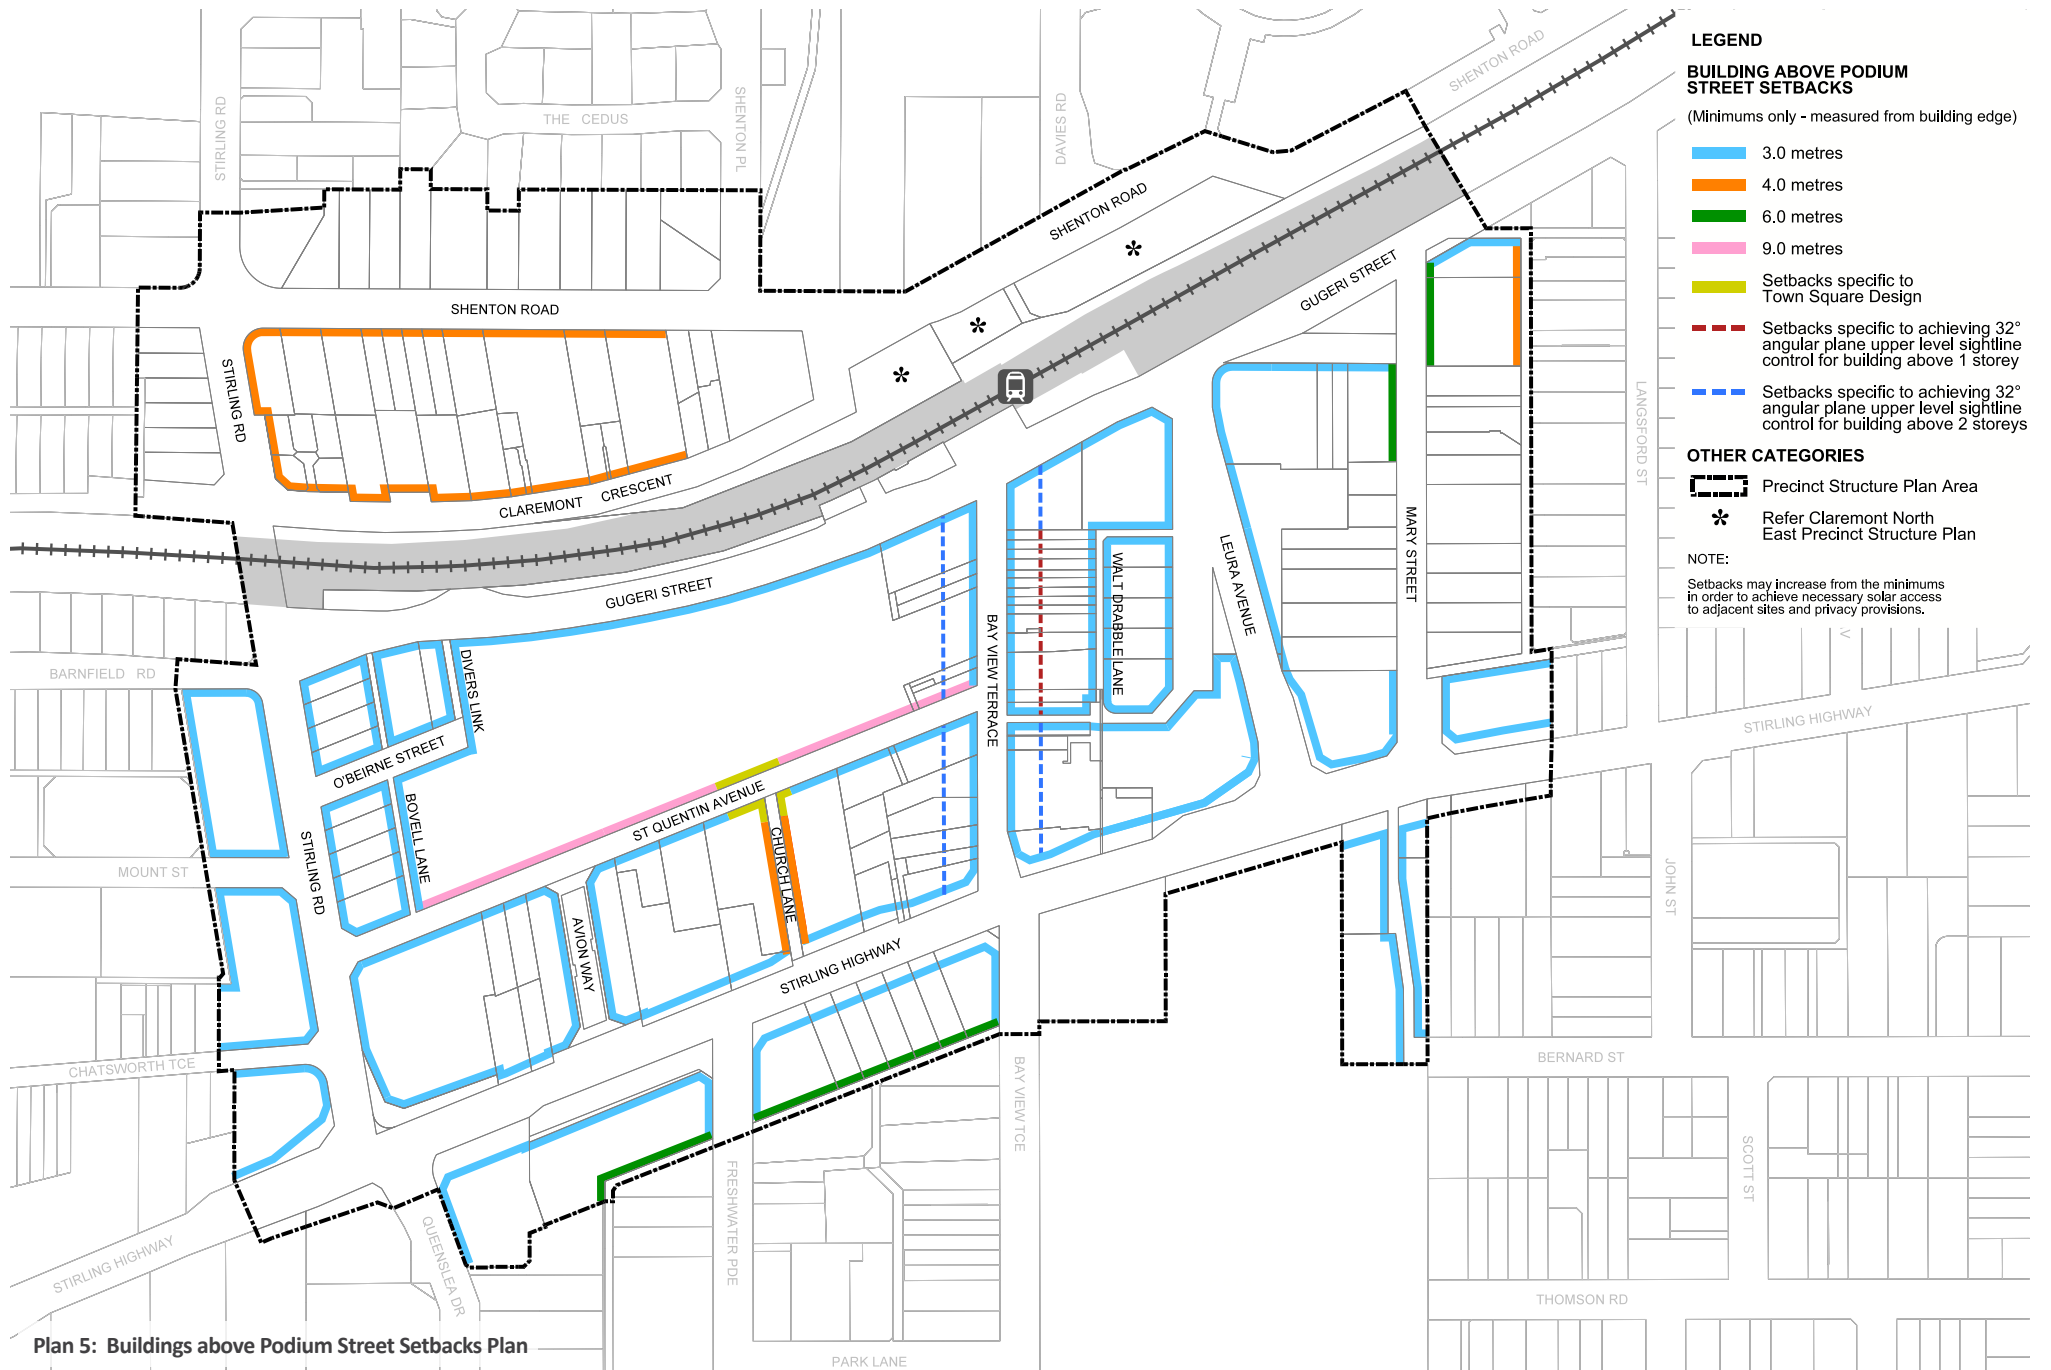 LEGEND
BUILDING ABOVE PODIUM
STREET SETBACKS
(Minimums only - measured from building edge)
3.0 metres
4.0 metres
6.0 metres
9.0 metres
Setbacks specific to
Town Square Design
Setbacks specific to achieving 32°
angular plane upper level sightline
control for building above 1 storey
Setbacks specific to achieving 32°
angular plane upper level sightline
control for building above 2 storeys
OTHER CATEGORIES
Precinct Structure Plan Area
*
Refer Claremont North
East Precinct Structure Plan
NOTE:
Setbacks may increase from the minimums
in order to achieve necessary solar access
to adjacent sites and privacy provisions.
STIRLING RD
THE CEDUS
SHENTON PL
DAVIES RD
SHENTON ROAD
SHENTON ROAD
*
*
*
GUGERI STREET
SHENTON ROAD
STIRLING RD
CLAREMONT CRESCENT
LANGSFORD ST
MARY STREET
LEURA AVENUE
WALT DRABBLE LANE
BAY VIEW TERRACE
GUGERI STREET
DIVERS LINK
BARNFIELD RD
O'BEIRNE STREET
BOVELL LANE
STIRLING RD
ST QUENTIN AVENUE
CHURCH LANE
AVION WAY
STIRLING HIGHWAY
STIRLING HIGHWAY
MOUNT ST
CHATSWORTH TCE
JOHN ST
BERNARD ST
SCOTT ST
BAY VIEW TCE
FRESHWATER PDE
QUEENSLEA DR
STIRLING HIGHWAY
THOMSON RD
PARK LANE
Plan 5: Buildings above Podium Street Setbacks Plan